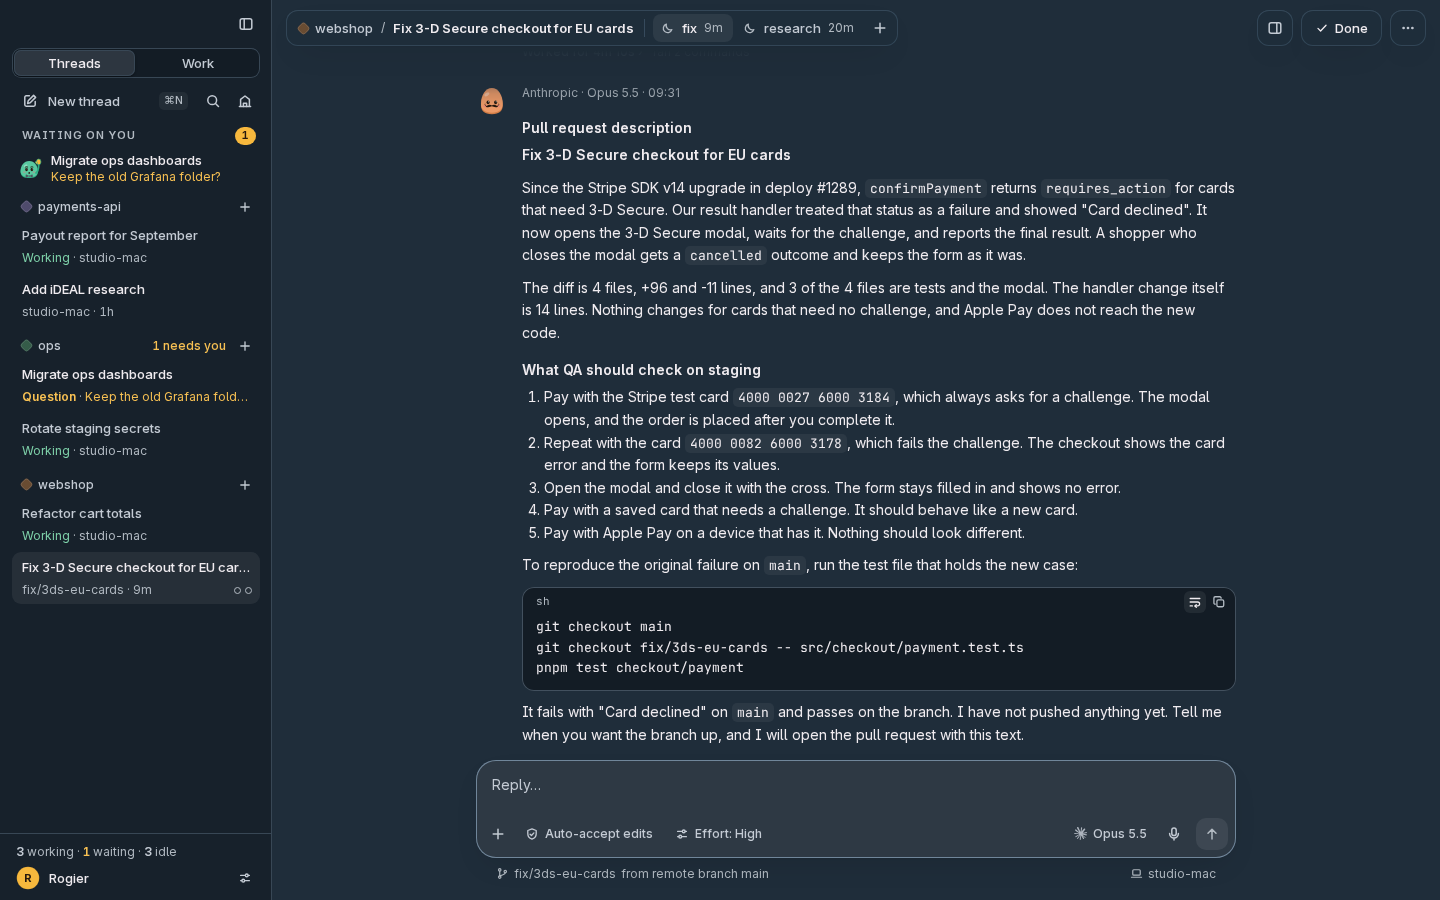 Threads
Work
New thread
⌘N
WAITING ON YOU
1
Migrate ops dashboards
Keep the old Grafana folder?
payments-api
Payout report for September
Working · studio-mac
Add iDEAL research
studio-mac · 1h
ops
1 needs you
Migrate ops dashboards
Question · Keep the old Grafana fold…
Rotate staging secrets
Working · studio-mac
webshop
Refactor cart totals
Working · studio-mac
Fix 3-D Secure checkout for EU car…
fix/3ds-eu-cards · 9m
3 working · 1 waiting · 3 idle
R
Rogier
webshop / Fix 3-D Secure checkout for EU cards
fix 9m
research 20m
Done
Anthropic · Opus 5.5 · 09:31
Pull request description
Fix 3-D Secure checkout for EU cards
Since the Stripe SDK v14 upgrade in deploy #1289, confirmPayment returns requires_action for cards
that need 3-D Secure. Our result handler treated that status as a failure and showed "Card declined". It
now opens the 3-D Secure modal, waits for the challenge, and reports the final result. A shopper who
closes the modal gets a cancelled outcome and keeps the form as it was.
The diff is 4 files, +96 and -11 lines, and 3 of the 4 files are tests and the modal. The handler change itself
is 14 lines. Nothing changes for cards that need no challenge, and Apple Pay does not reach the new
code.
What QA should check on staging
1. Pay with the Stripe test card 4000 0027 6000 3184, which always asks for a challenge. The modal
opens, and the order is placed after you complete it.
2. Repeat with the card 4000 0082 6000 3178, which fails the challenge. The checkout shows the card
error and the form keeps its values.
3. Open the modal and close it with the cross. The form stays filled in and shows no error.
4. Pay with a saved card that needs a challenge. It should behave like a new card.
5. Pay with Apple Pay on a device that has it. Nothing should look different.
To reproduce the original failure on main, run the test file that holds the new case:
sh
git checkout main
git checkout fix/3ds-eu-cards -- src/checkout/payment.test.ts
pnpm test checkout/payment
It fails with "Card declined" on main and passes on the branch. I have not pushed anything yet. Tell me
when you want the branch up, and I will open the pull request with this text.
Reply…
Auto-accept edits
Effort: High
Opus 5.5
fix/3ds-eu-cards from remote branch main
studio-mac